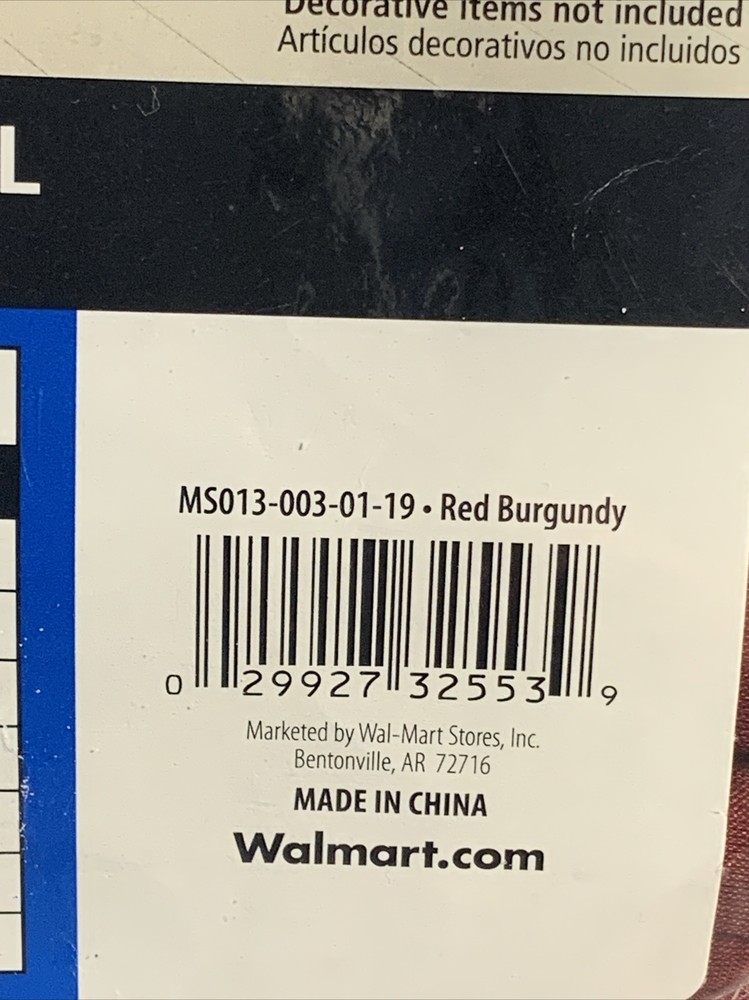 Decorative items not included
Artículos decorativos no incluidos
L
MS013-003-01-19 • Red Burgundy
0 29927 32553 9
Marketed by Wal-Mart Stores, Inc.
Bentonville, AR 72716
MADE IN CHINA
Walmart.com